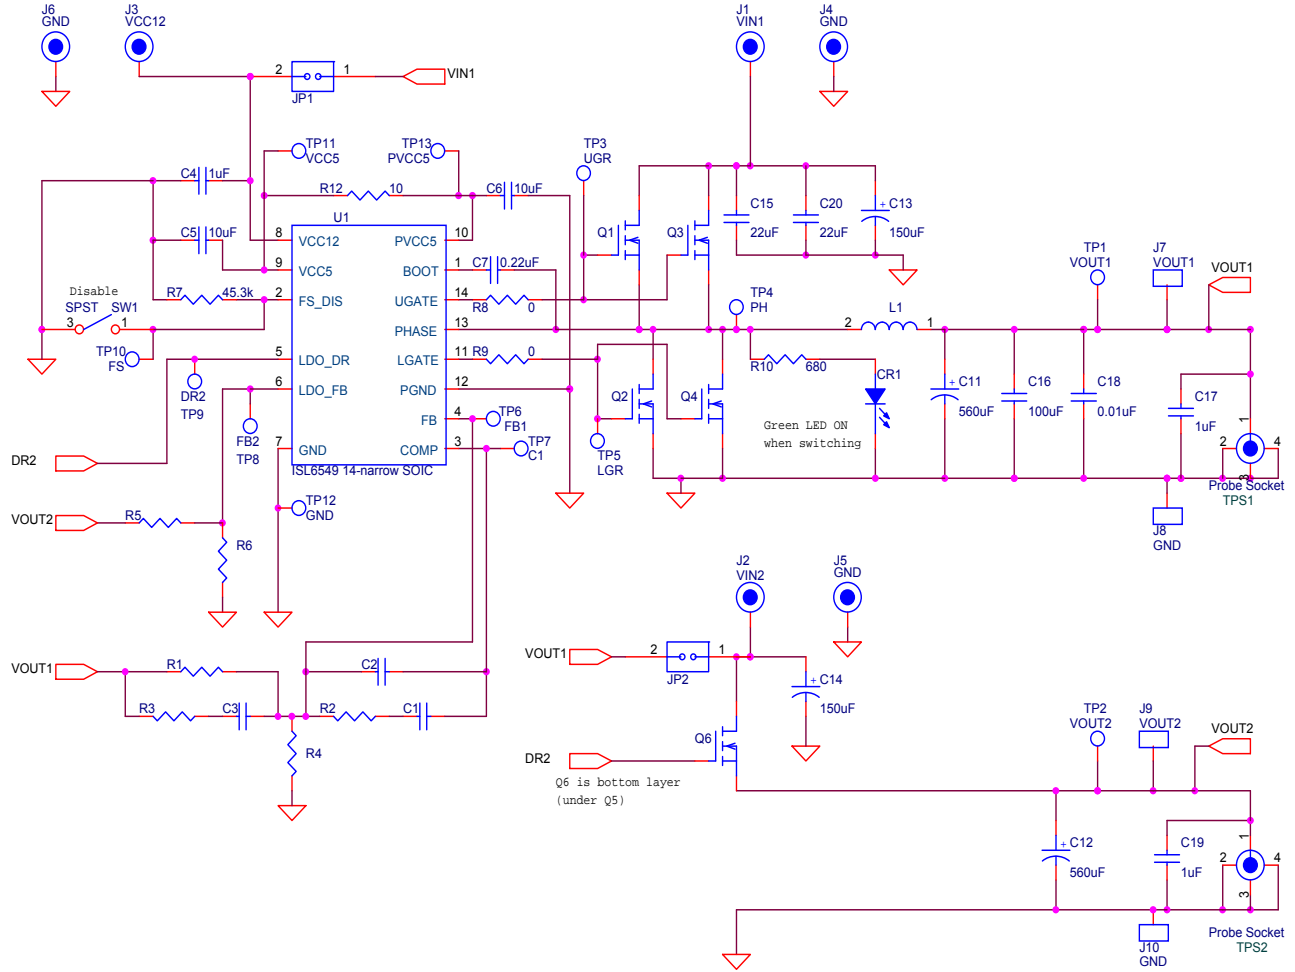 J6
GND
J3
VCC12
J1
VIN1
J4
GND
2
1
VIN1
JP1
TP11
VCC5
TP13
PVCC5
TP3
UGR
C4
1uF
R12
10
C6
10uF
C15
22uF
C20
22uF
+
C13
150uF
C5
10uF
U1
8
VCC12
PVCC5
10
Q1
Q3
9
VCC5
BOOT
1
C7
0.22uF
TP1
VOUT1
J7
VOUT1
VOUT1
Disable
SPST
SW1
3
1
R7
45.3k
2
FS_DIS
UGATE
14
R8
0
TP4
PH
PHASE
13
L1
2
1
TP10
FS
5
LDO_DR
LGATE
11
R9
0
R10
680
DR2
TP9
6
LDO_FB
PGND
12
Q2
Q4
CR1
+
C11
560uF
C16
100uF
C18
0.01uF
C17
1uF
FB2
TP8
FB
4
TP6
FB1
Green LED ON
when switching
1
2
4
3
7
GND
COMP
3
TP7
C1
TP5
LGR
DR2
ISL6549 14-narrow SOIC
Probe Socket
TPS1
VOUT2
R5
TP12
GND
J8
GND
R6
J2
VIN2
J5
GND
VOUT1
R1
C2
VOUT1
2
1
JP2
+
C14
150uF
R3
C3
R2
C1
R4
Q6
DR2
Q6 is bottom layer
(under Q5)
TP2
VOUT2
J9
VOUT2
VOUT2
+
C12
560uF
C19
1uF
1
2
4
3
J10
GND
Probe Socket
TPS2